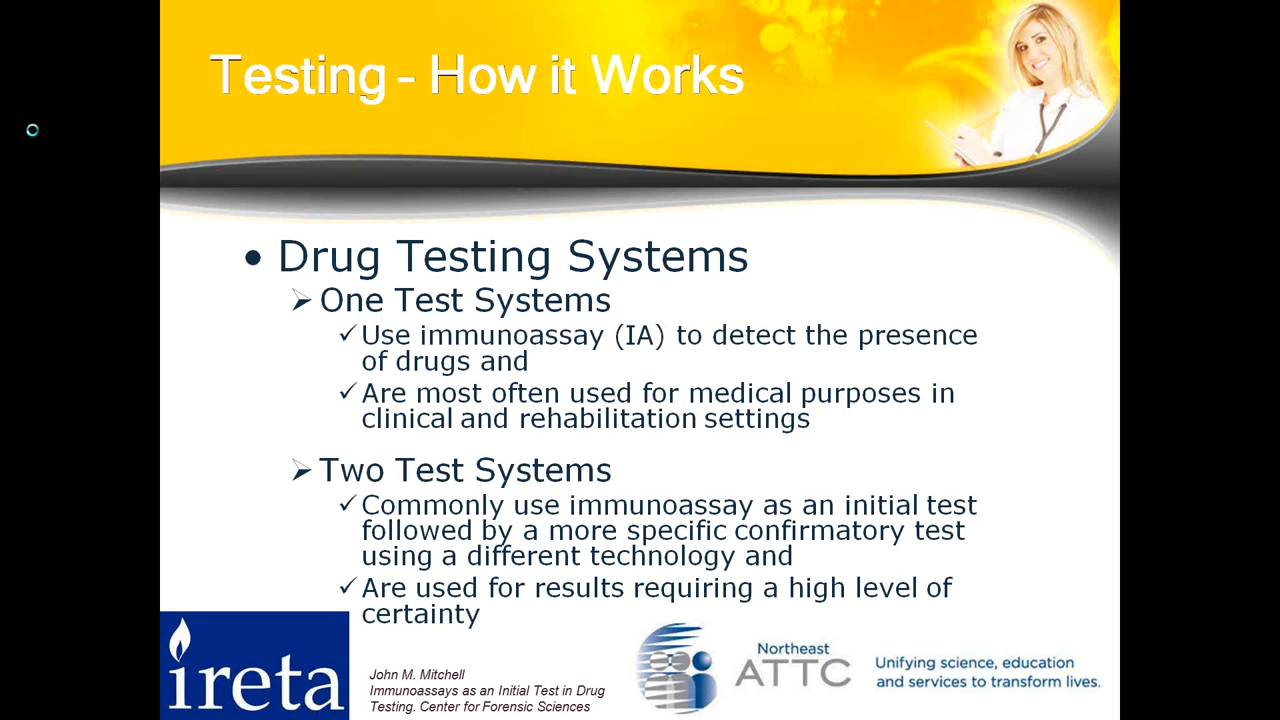 Testing - How it Works
• Drug Testing Systems
➢ One Test Systems
✓ Use immunoassay (IA) to detect the presence
of drugs and
✓ Are most often used for medical purposes in
clinical and rehabilitation settings
➢ Two Test Systems
✓ Commonly use immunoassay as an initial test
followed by a more specific confirmatory test
using a different technology and
✓ Are used for results requiring a high level of
certainty
ireta
John M. Mitchell
Immunoassays as an Initial Test in Drug
Testing. Center for Forensic Sciences
Northeast
ATTC
Unifying science, education
and services to transform lives.